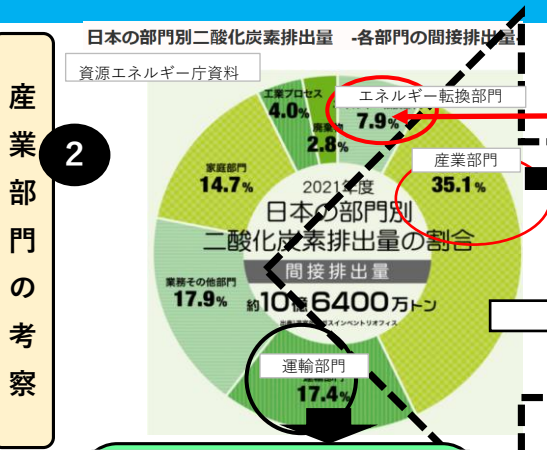 日本の部門別二酸化炭素排出量 -各部門の間接排出量-
資源エネルギー庁資料
産業部門の考察
2
エネルギー転換部門
7.9%
工業プロセス
4.0%
廃棄物
2.8%
産業部門
35.1%
家庭部門
14.7%
2021年度
日本の部門別
二酸化炭素排出量の割合
間接排出量
約10億6400万トン
業務その他部門
17.9%
運輸部門
17.4%